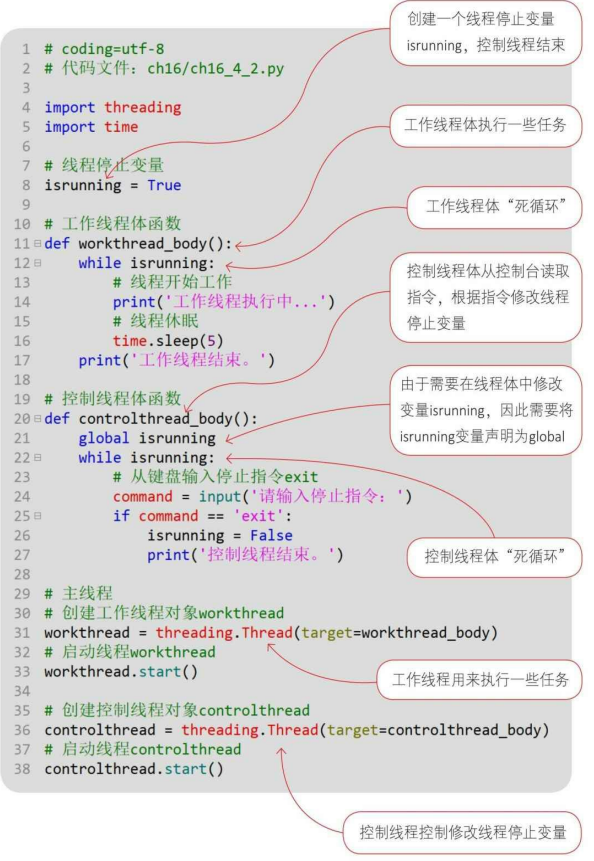 创建一个线程停止变量
isrunning，控制线程结束
1 # coding=utf-8
2 # 代码文件：ch16/ch16_4_2.py
3
4 import threading
5 import time
6
7 # 线程停止变量
8 isrunning = True
9
10 # 工作线程体函数
11 def workthread_body():
12     while isrunning:
13         # 线程开始工作
14         print('工作线程执行中...')
15         # 线程休眠
16         time.sleep(5)
17     print('工作线程结束。')
18
19 # 控制线程体函数
20 def controlthread_body():
21     global isrunning
22     while isrunning:
23         # 从键盘输入停止指令exit
24         command = input('请输入停止指令：')
25         if command == 'exit':
26             isrunning = False
27             print('控制线程结束。')
28
29 # 主线程
30 # 创建工作线程对象workthread
31 workthread = threading.Thread(target=workthread_body)
32 # 启动线程workthread
33 workthread.start()
34
35 # 创建控制线程对象controlthread
36 controlthread = threading.Thread(target=controlthread_body)
37 # 启动线程controlthread
38 controlthread.start()
工作线程体执行一些任务
工作线程体“死循环”
控制线程体从控制台读取
指令，根据指令修改线程
停止变量
由于需要在线程体中修改
变量isrunning，因此需要将
isrunning变量声明为global
控制线程体“死循环”
工作线程用来执行一些任务
控制线程控制修改线程停止变量